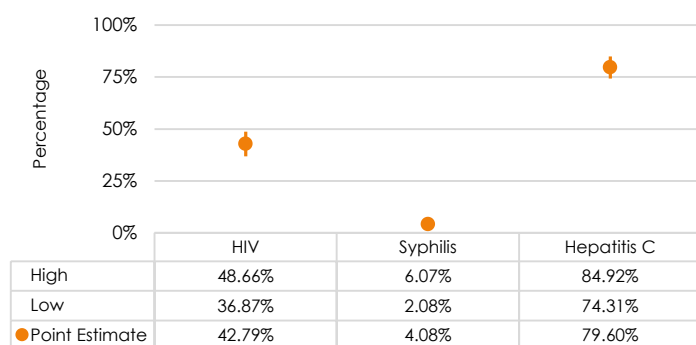 100%
75%
50%
25%
0%
Percentage
HIV Syphilis Hepatitis C
High 48.66% 6.07% 84.92%
Low 36.87% 2.08% 74.31%
Point Estimate 42.79% 4.08% 79.60%